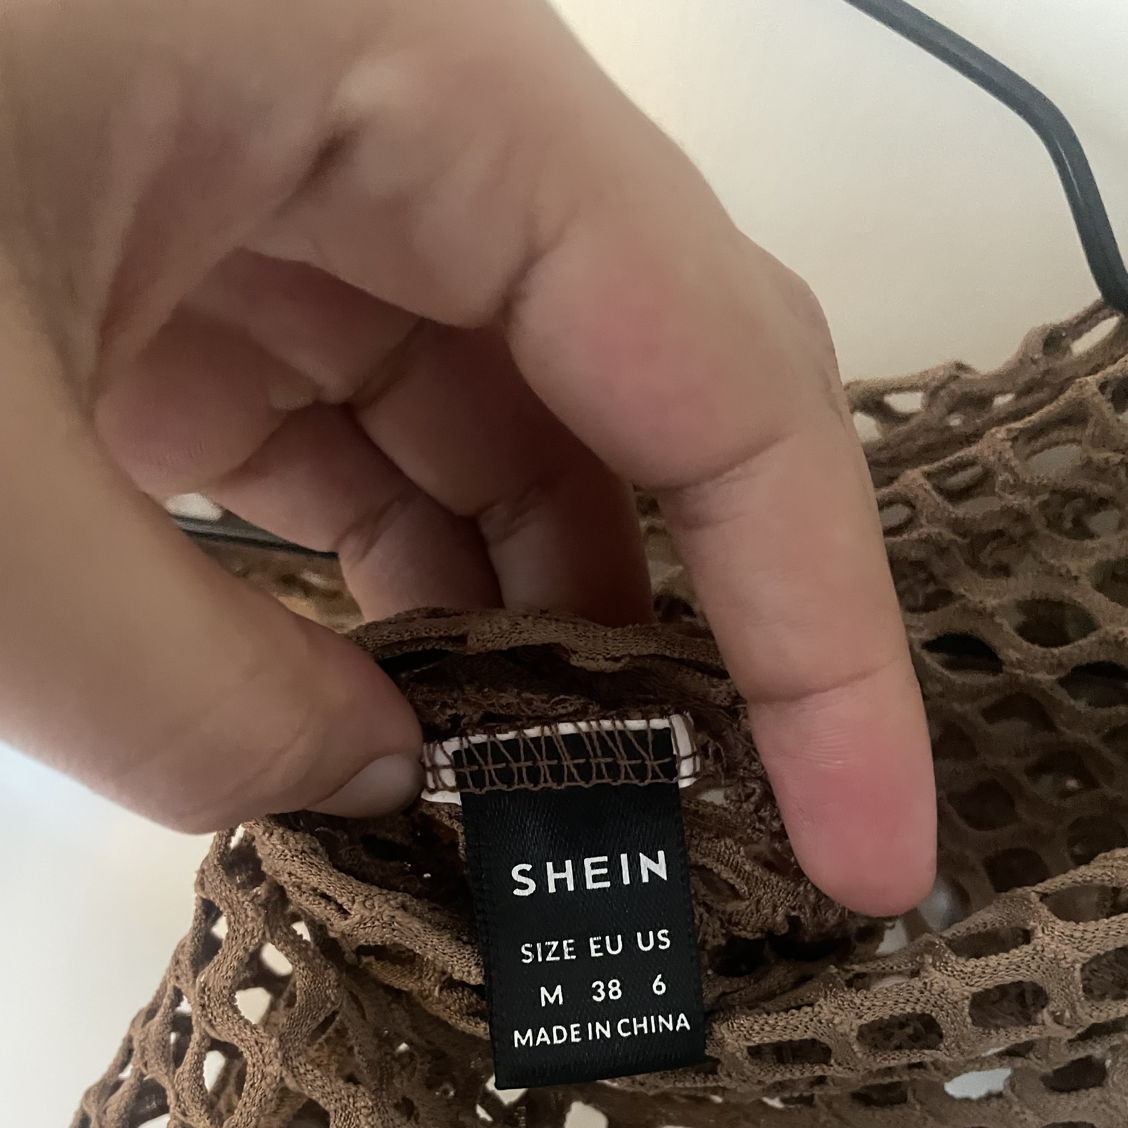 SHEIN
SIZE EU US
M 38 6
MADE IN CHINA